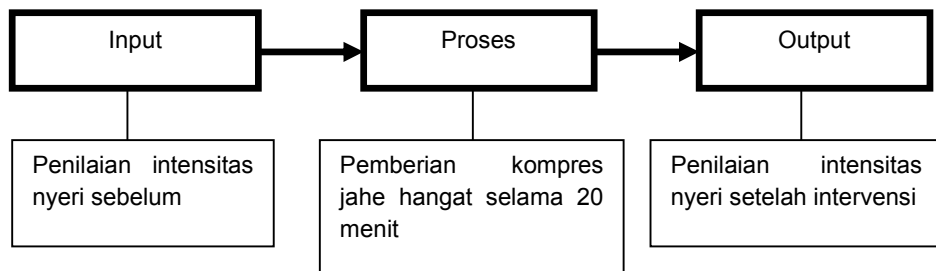 Input
Proses
Output
Penilaian intensitas
nyeri sebelum
Pemberian kompres
jahe hangat selama 20
menit
Penilaian intensitas
nyeri setelah intervensi